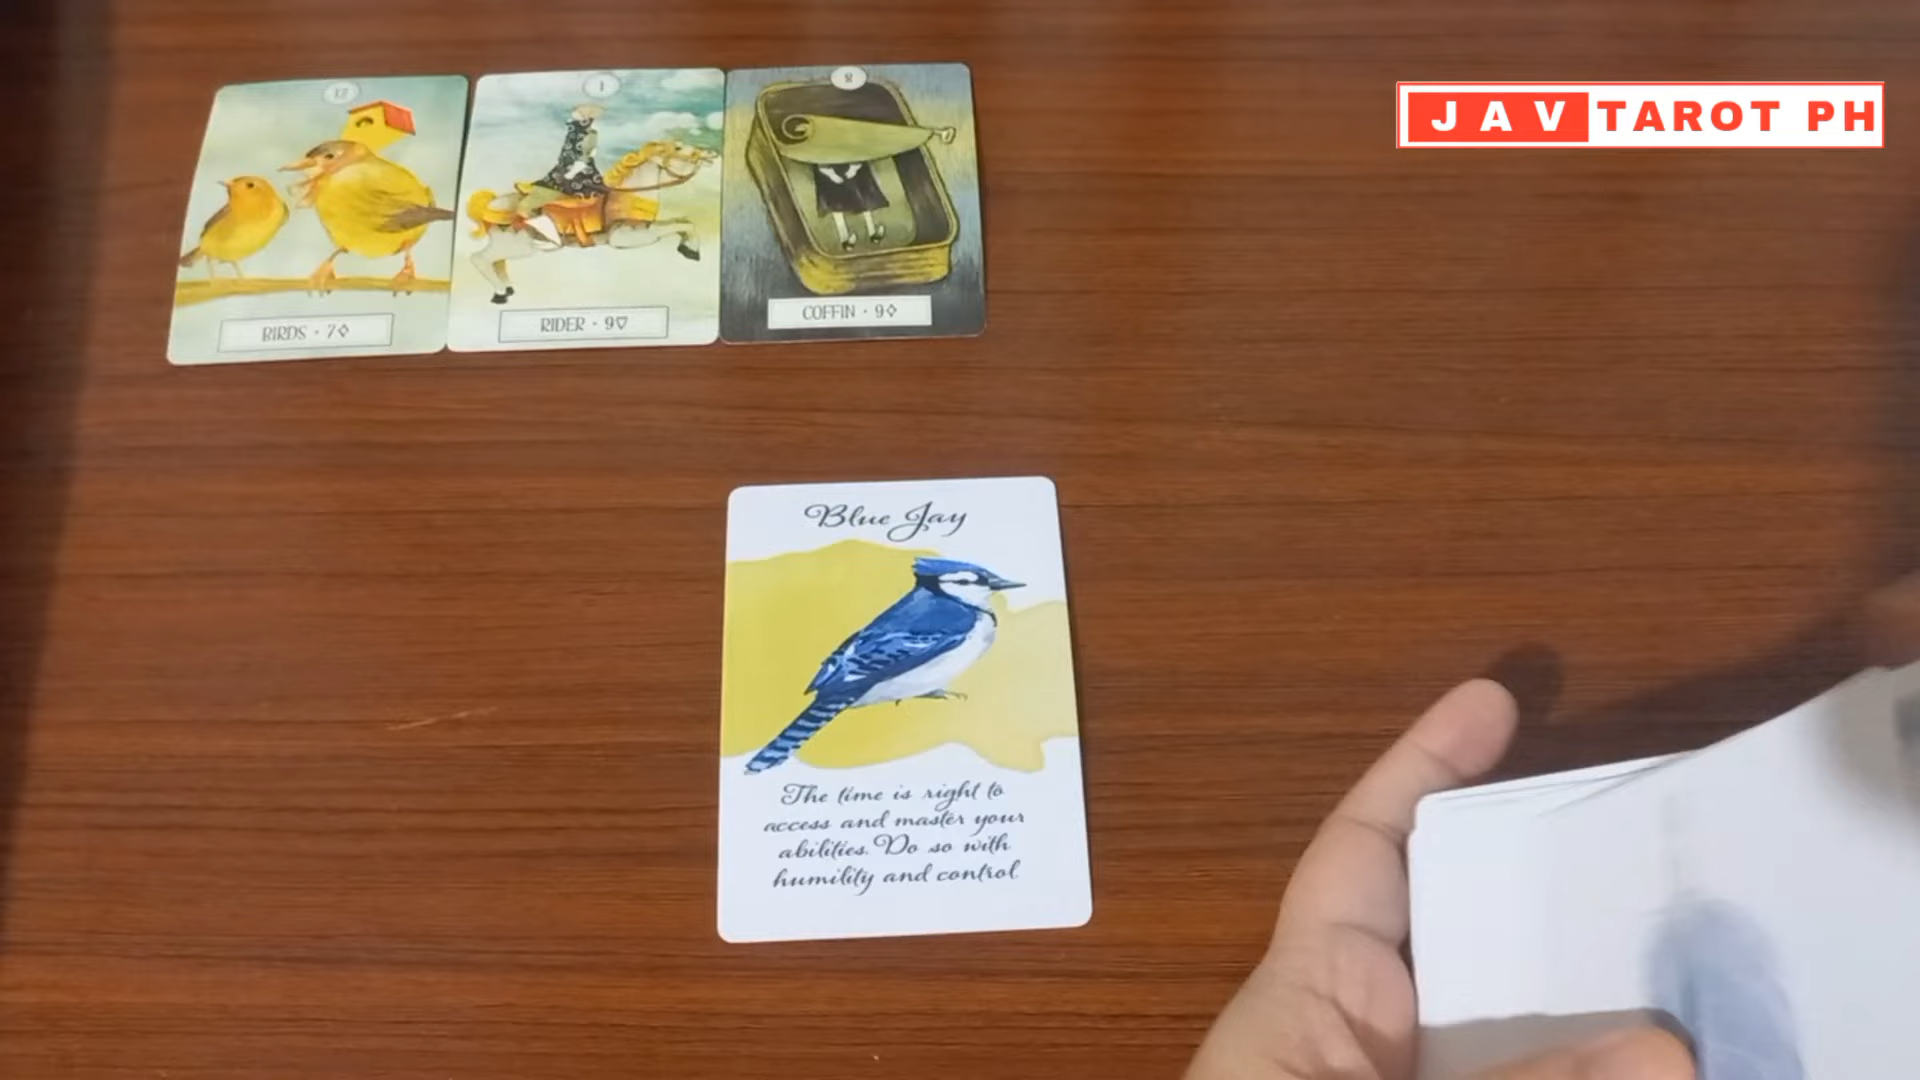 JAV TAROT PH
12
1
8
BIRDS · 7◇
RIDER · 9♡
COFFIN · 9◇
Blue Jay
The time is right to
access and master your
abilities. Do so with
humility and control